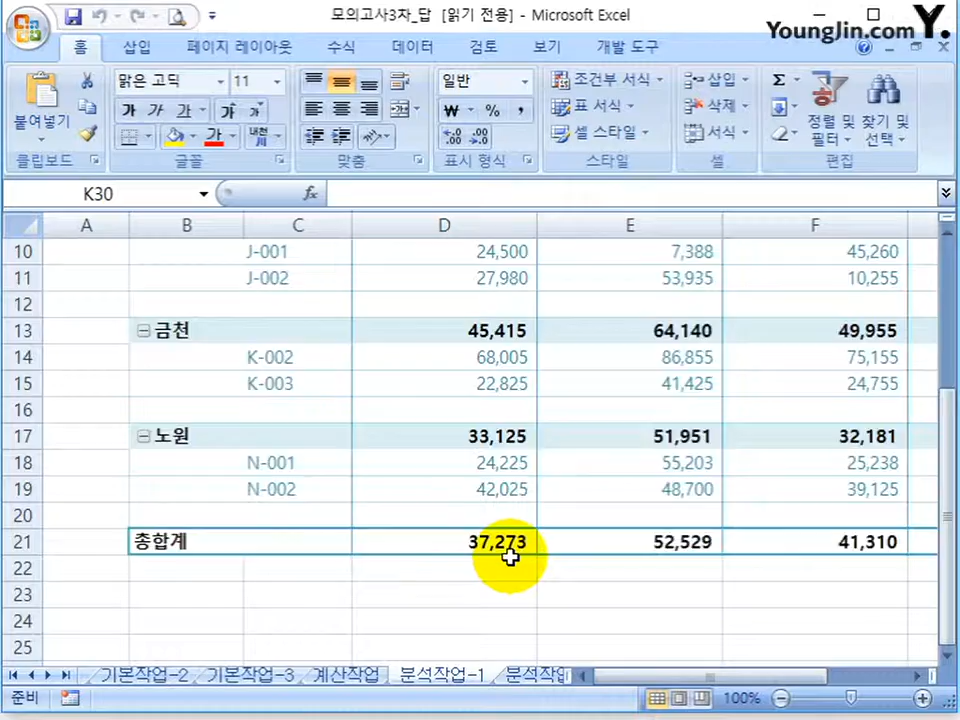 모의고사3차_답 [읽기 전용] - Microsoft Excel
YoungJin.com Y.
홈 삽입 페이지 레이아웃 수식 데이터 검토 보기 개발 도구
맑은 고딕 11 일반 조건부 서식 삽입 Σ
붙여넣기 가 가 가 가 가 ₩ % , 표 서식 삭제 정렬 및 필터 찾기 및 선택
가 내천 셀 스타일 서식
클립보드 글꼴 맞춤 표시 형식 스타일 셀 편집
K30 fx
A B C D E F
10 J-001 24,500 7,388 45,260
11 J-002 27,980 53,935 10,255
12
13 금천 45,415 64,140 49,955
14 K-002 68,005 86,855 75,155
15 K-003 22,825 41,425 24,755
16
17 노원 33,125 51,951 32,181
18 N-001 24,225 55,203 25,238
19 N-002 42,025 48,700 39,125
20
21 총합계 37,273 52,529 41,310
22
23
24
25
기본작업-2 기본작업-3 계산작업 분석작업-1
준비 100%